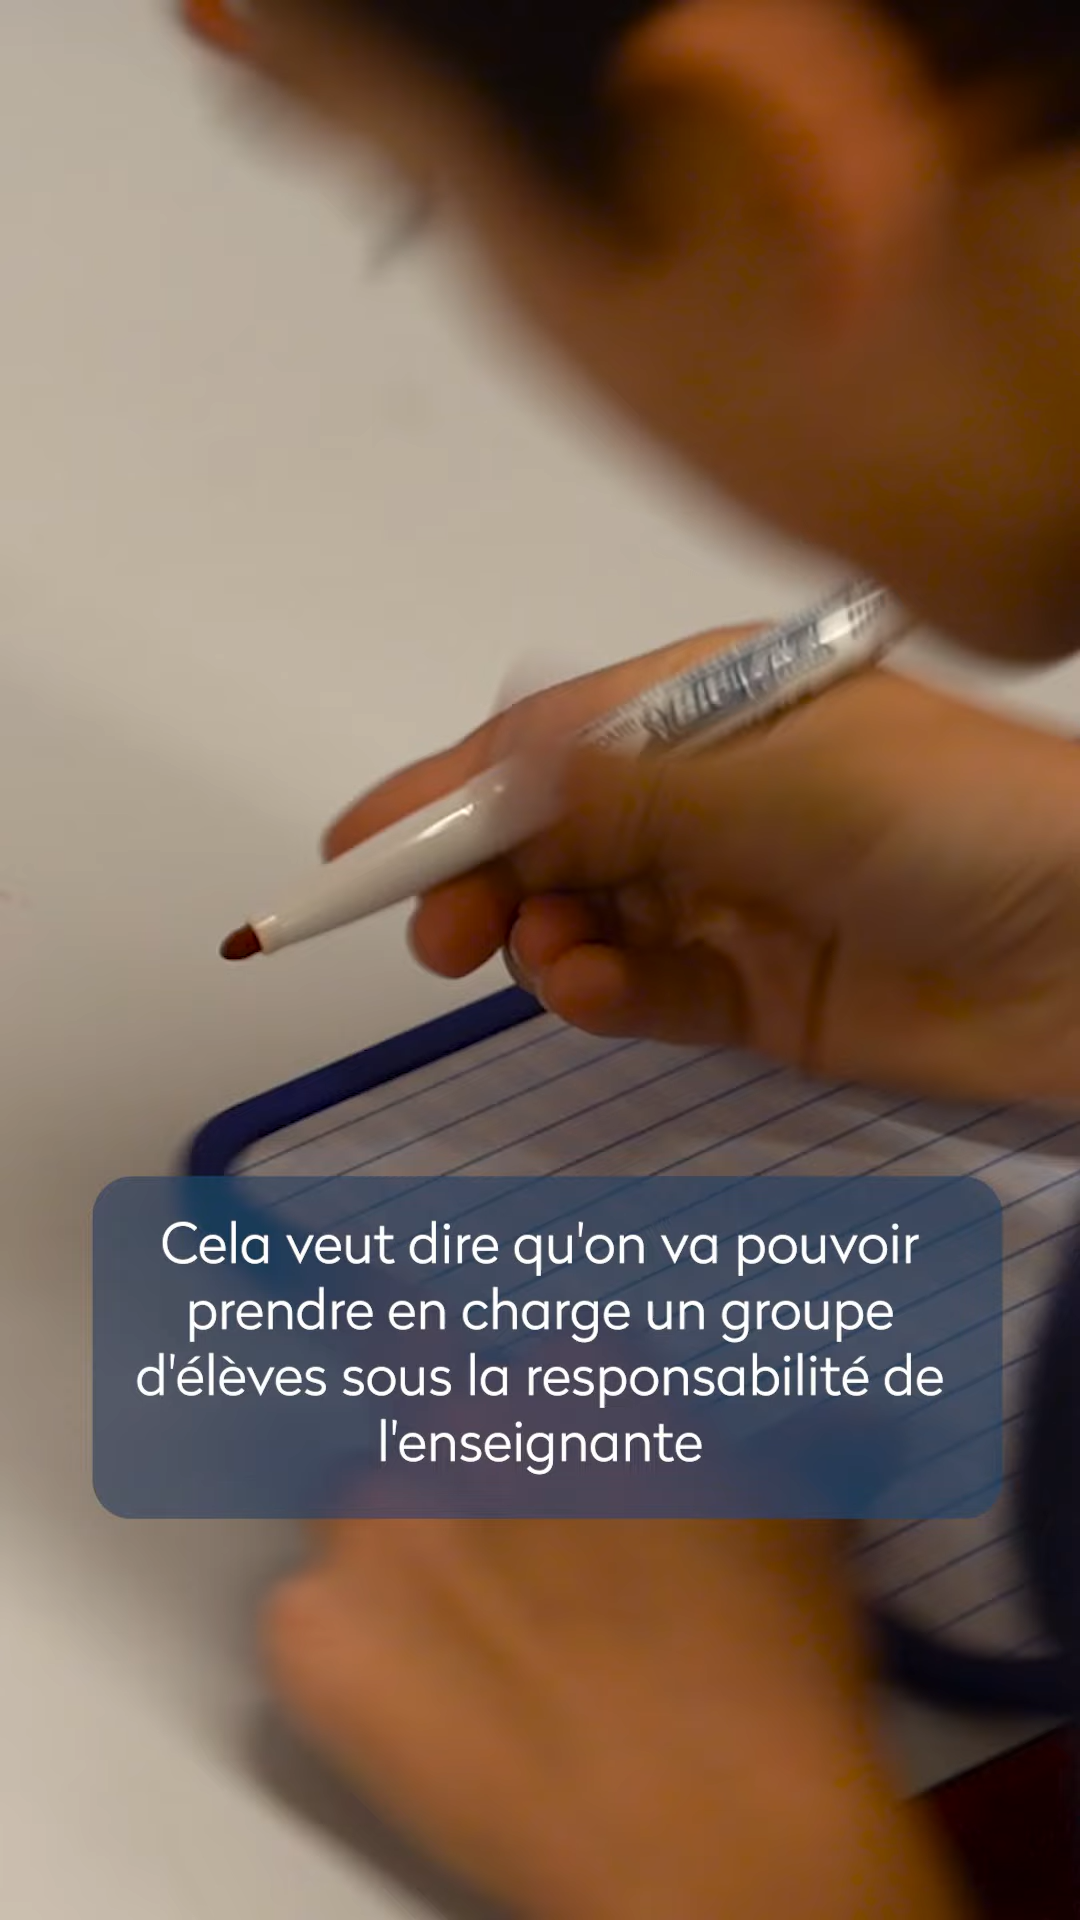 Cela veut dire qu'on va pouvoir
prendre en charge un groupe
d'élèves sous la responsabilité de
l'enseignante